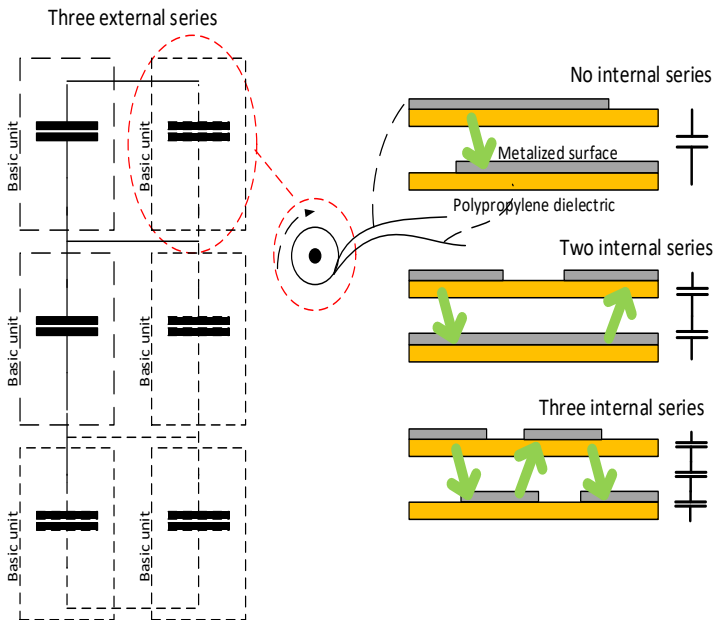 Three external series
No internal series
Basic unit
Basic unit
Metalized surface
Polypropylene dielectric
Two internal series
Basic unit
Basic unit
Three internal series
Basic unit
Basic unit